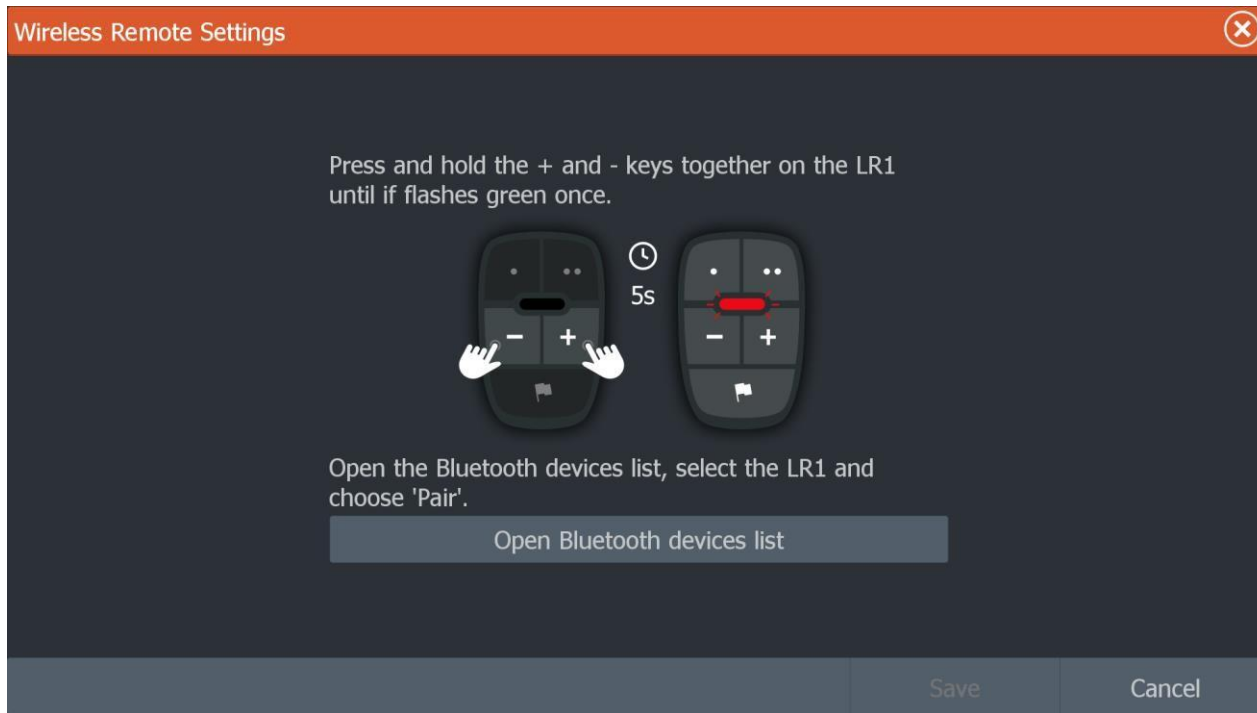 Wireless Remote Settings
Press and hold the + and - keys together on the LR1
until if flashes green once.
5s
- +
- +
Open the Bluetooth devices list, select the LR1 and
choose 'Pair'.
Open Bluetooth devices list
Save Cancel